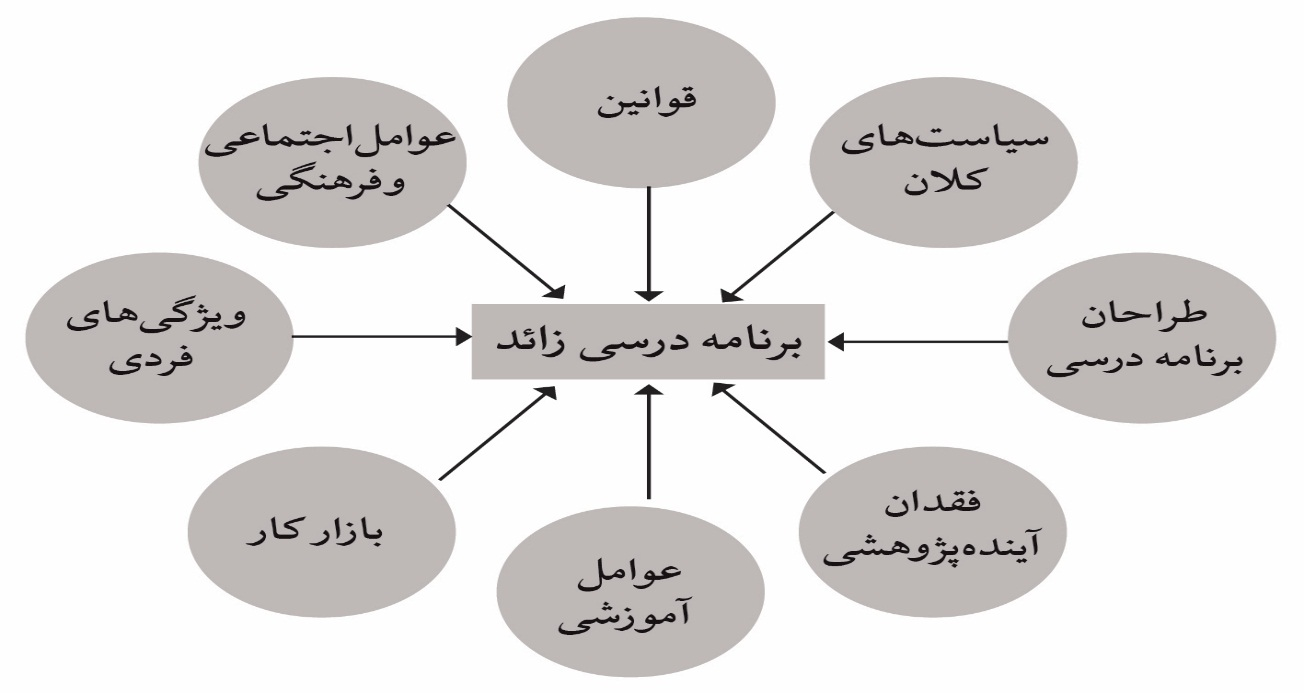 قوانین
سیاست‌های
کلان
عوامل اجتماعی
و فرهنگی
طراحان
برنامه درسی
ویژگی‌های
فردی
برنامه درسی زائد
فقدان
آینده‌پژوهشی
بازار کار
عوامل
آموزشی